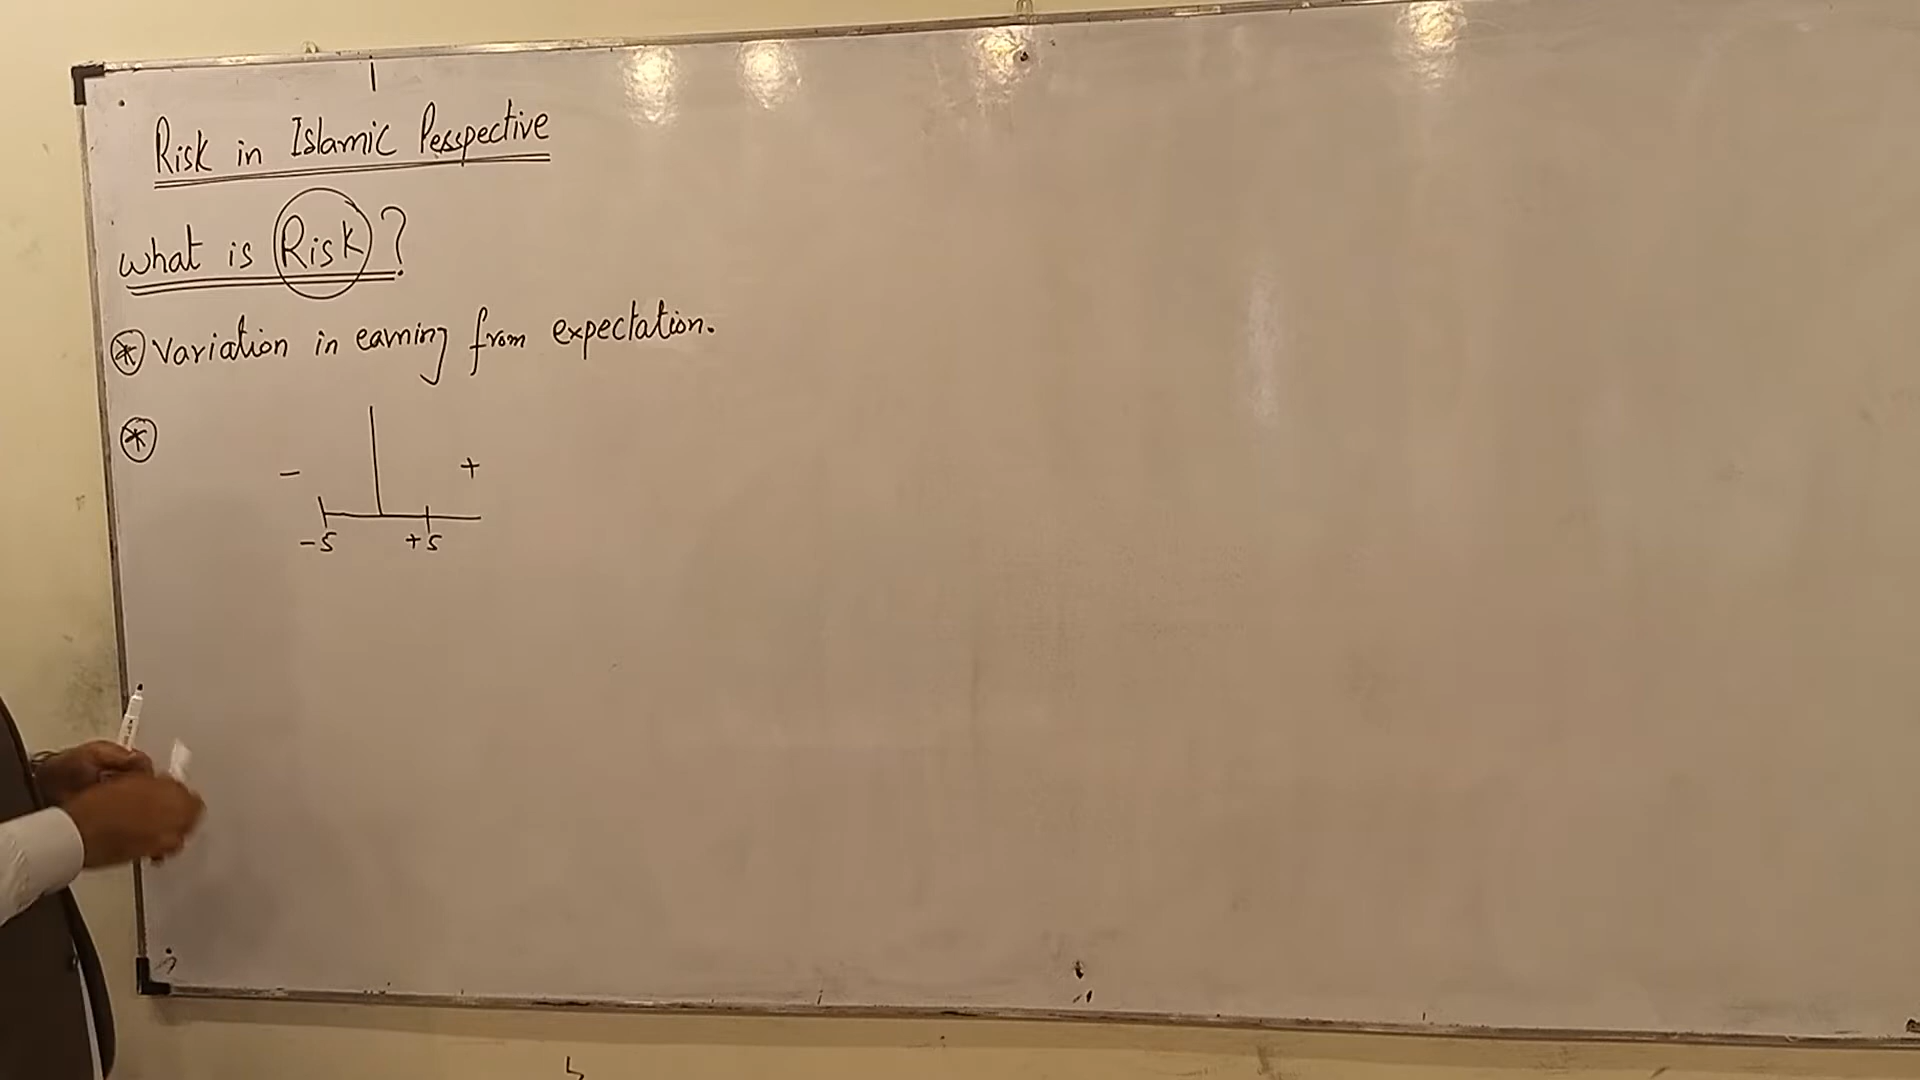 Risk in Islamic Perspective
What is Risk?
* Variation in earning from expectation.
*
- +
-5 +5